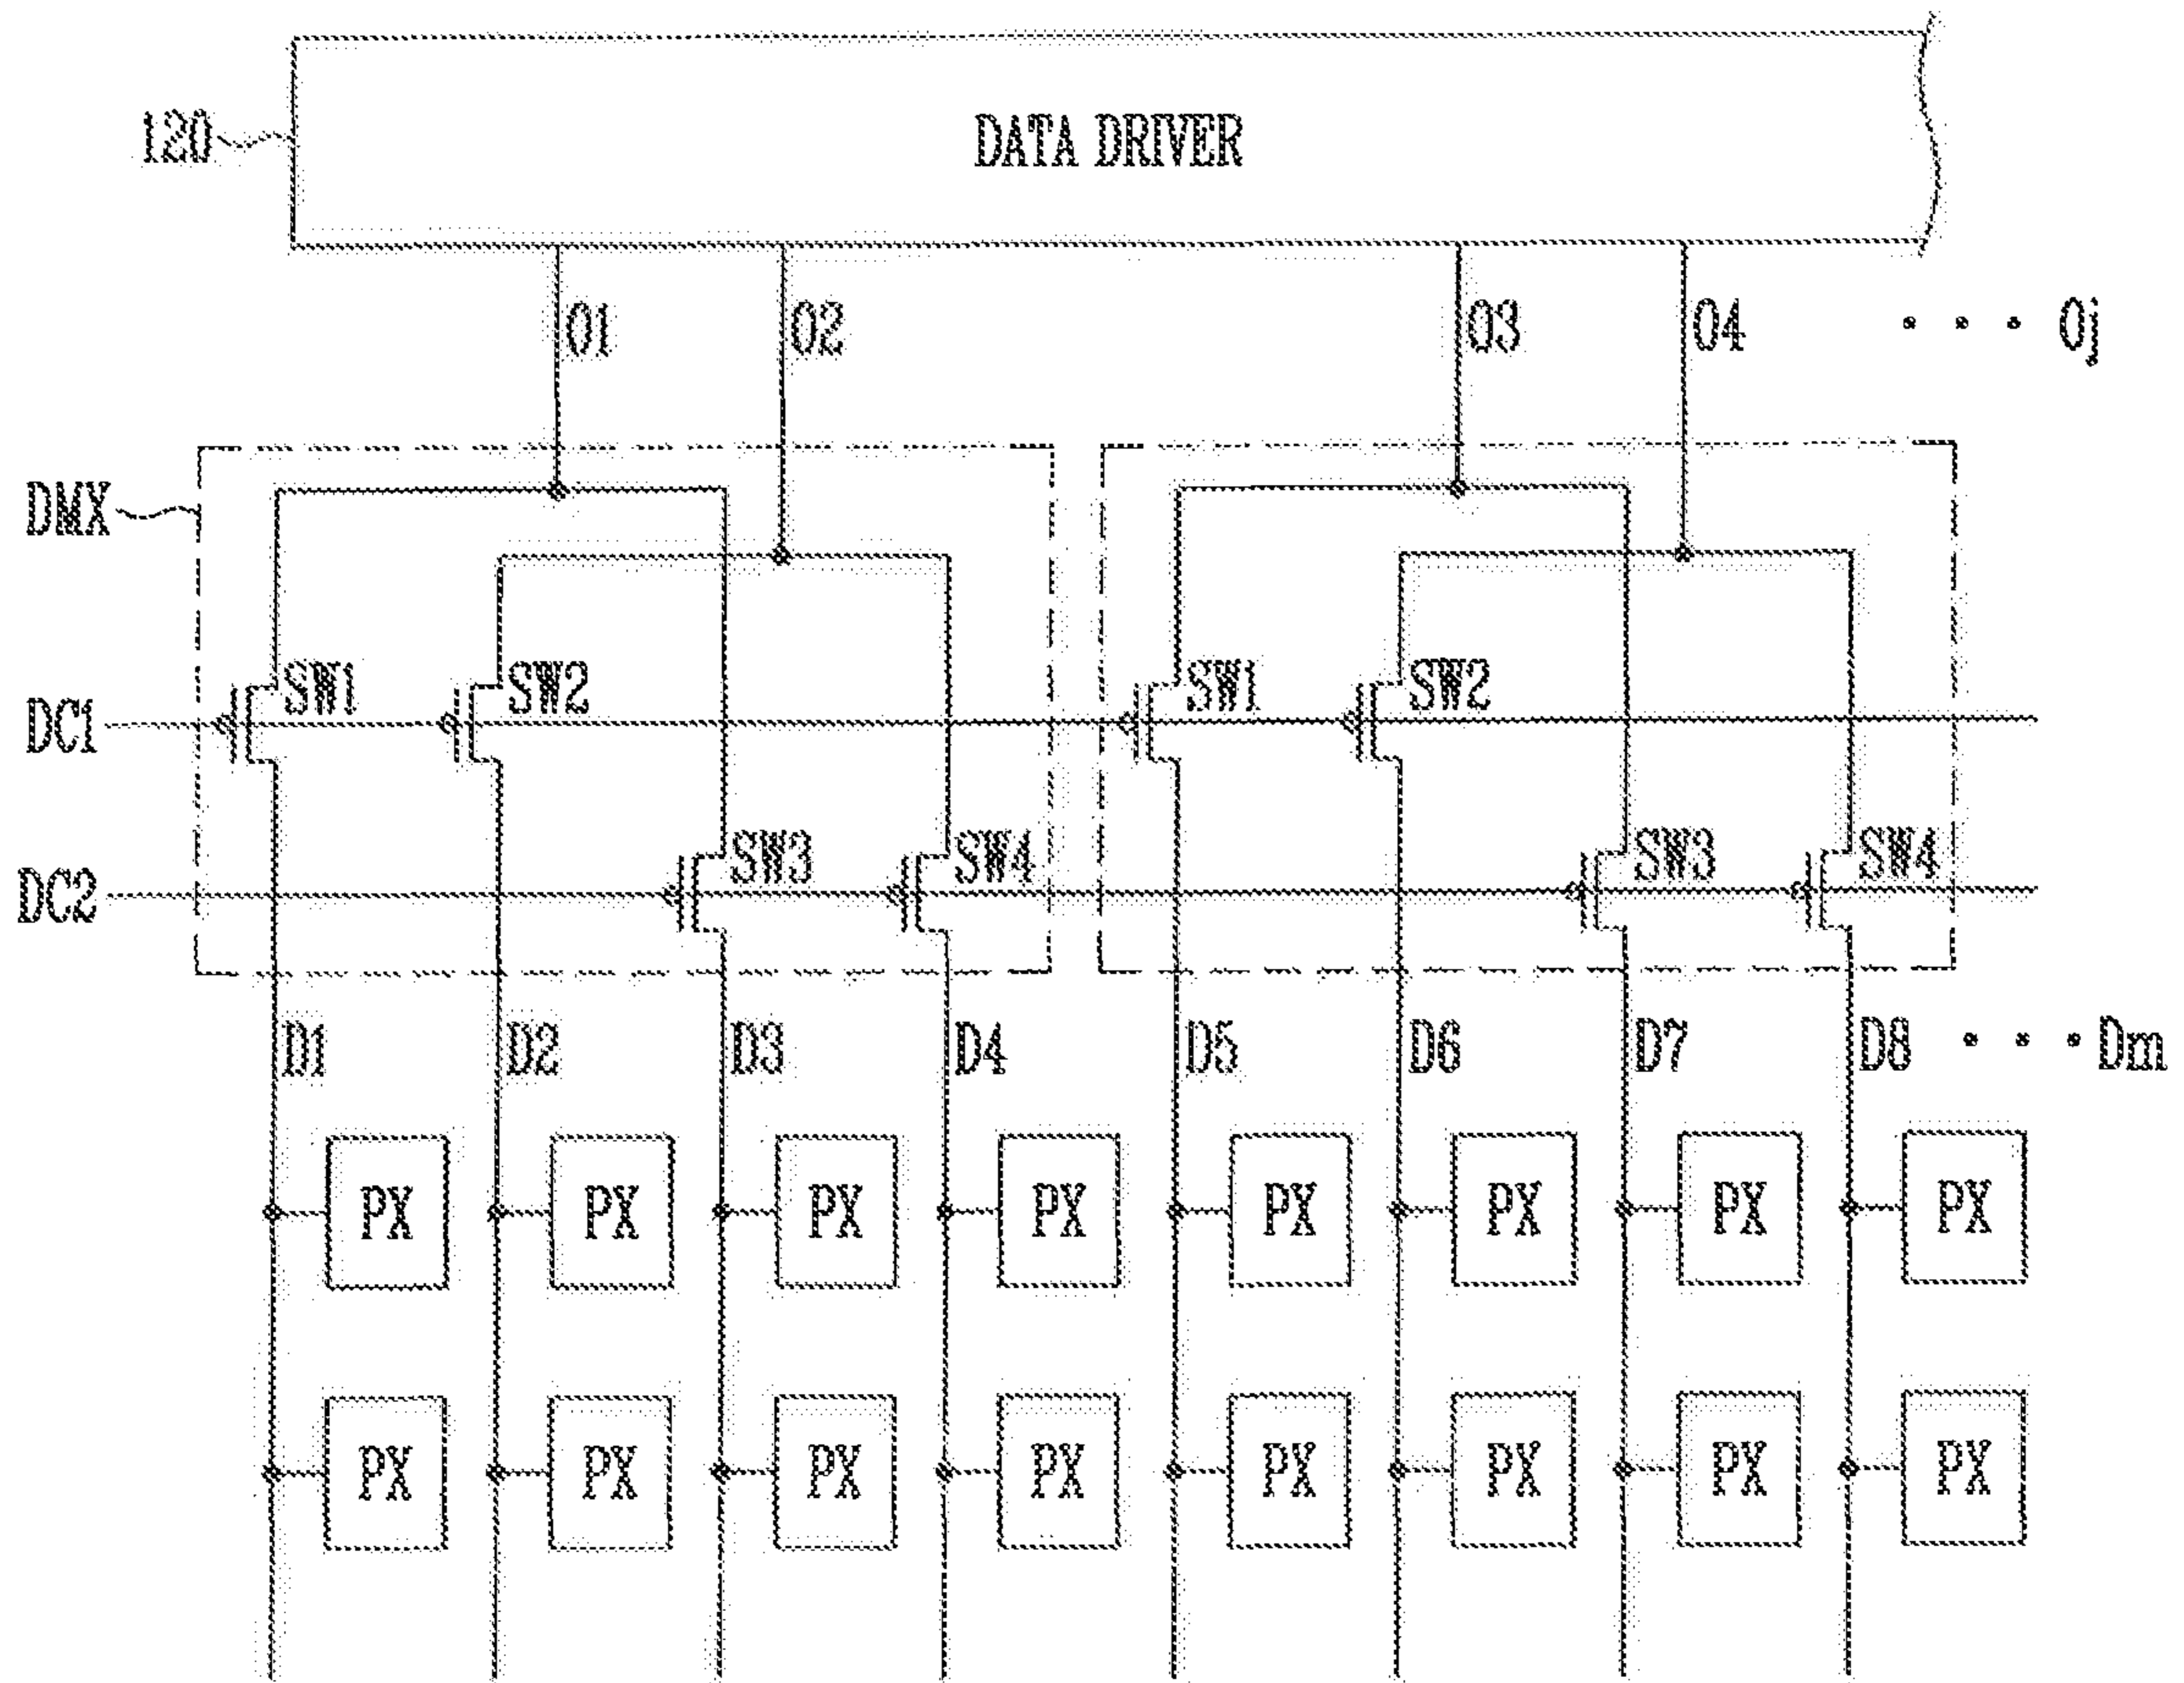 120
DATA DRIVER
O1 O2 O3 O4 • • • Oj
DMX
SW1 SW2 SW1 SW2
DC1
SW3 SW4 SW3 SW4
DC2
D1 D2 D3 D4 D5 D6 D7 D8 • • • Dm
PX PX PX PX PX PX PX PX
PX PX PX PX PX PX PX PX